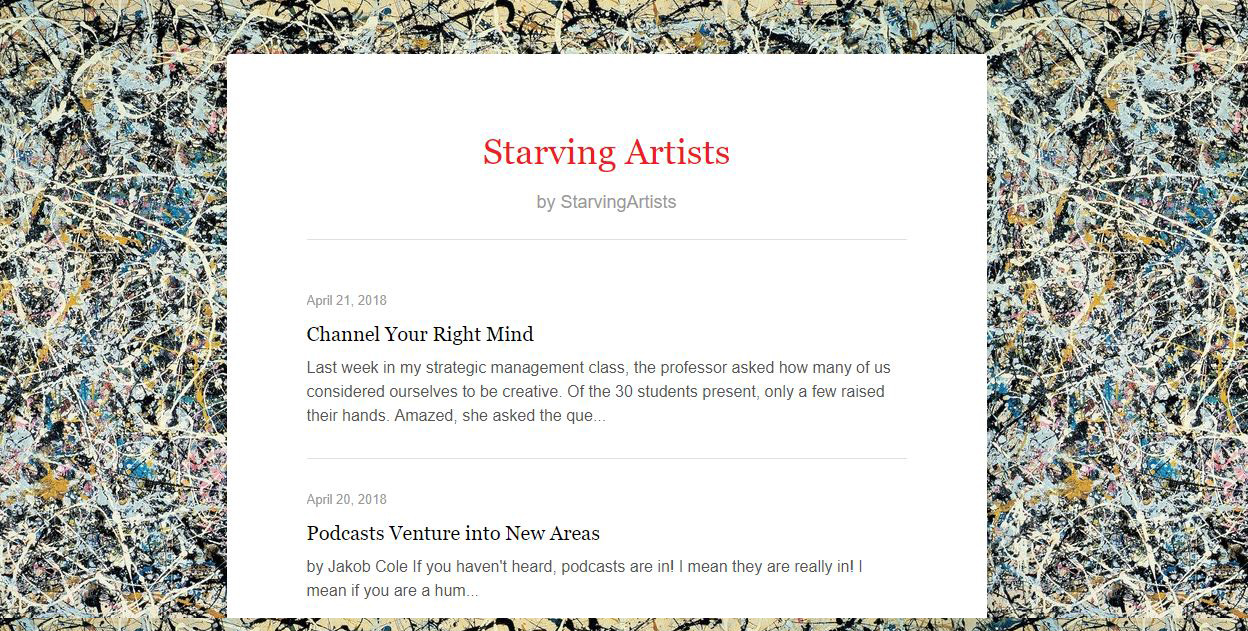 Starving Artists
by StarvingArtists
April 21, 2018
Channel Your Right Mind
Last week in my strategic management class, the professor asked how many of us
considered ourselves to be creative. Of the 30 students present, only a few raised
their hands. Amazed, she asked the que...
April 20, 2018
Podcasts Venture into New Areas
by Jakob Cole If you haven't heard, podcasts are in! I mean they are really in! I
mean if you are a hum...